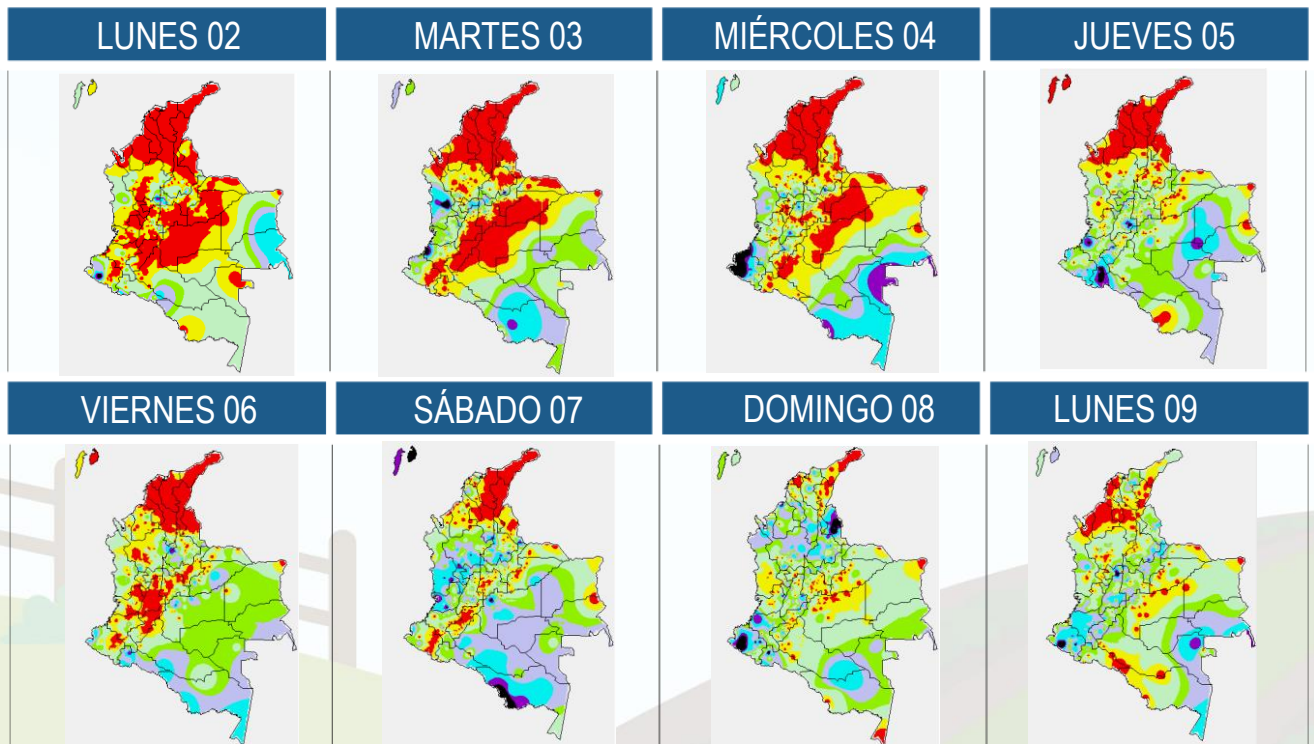 LUNES 02
MARTES 03
MIÉRCOLES 04
JUEVES 05
VIERNES 06
SÁBADO 07
DOMINGO 08
LUNES 09